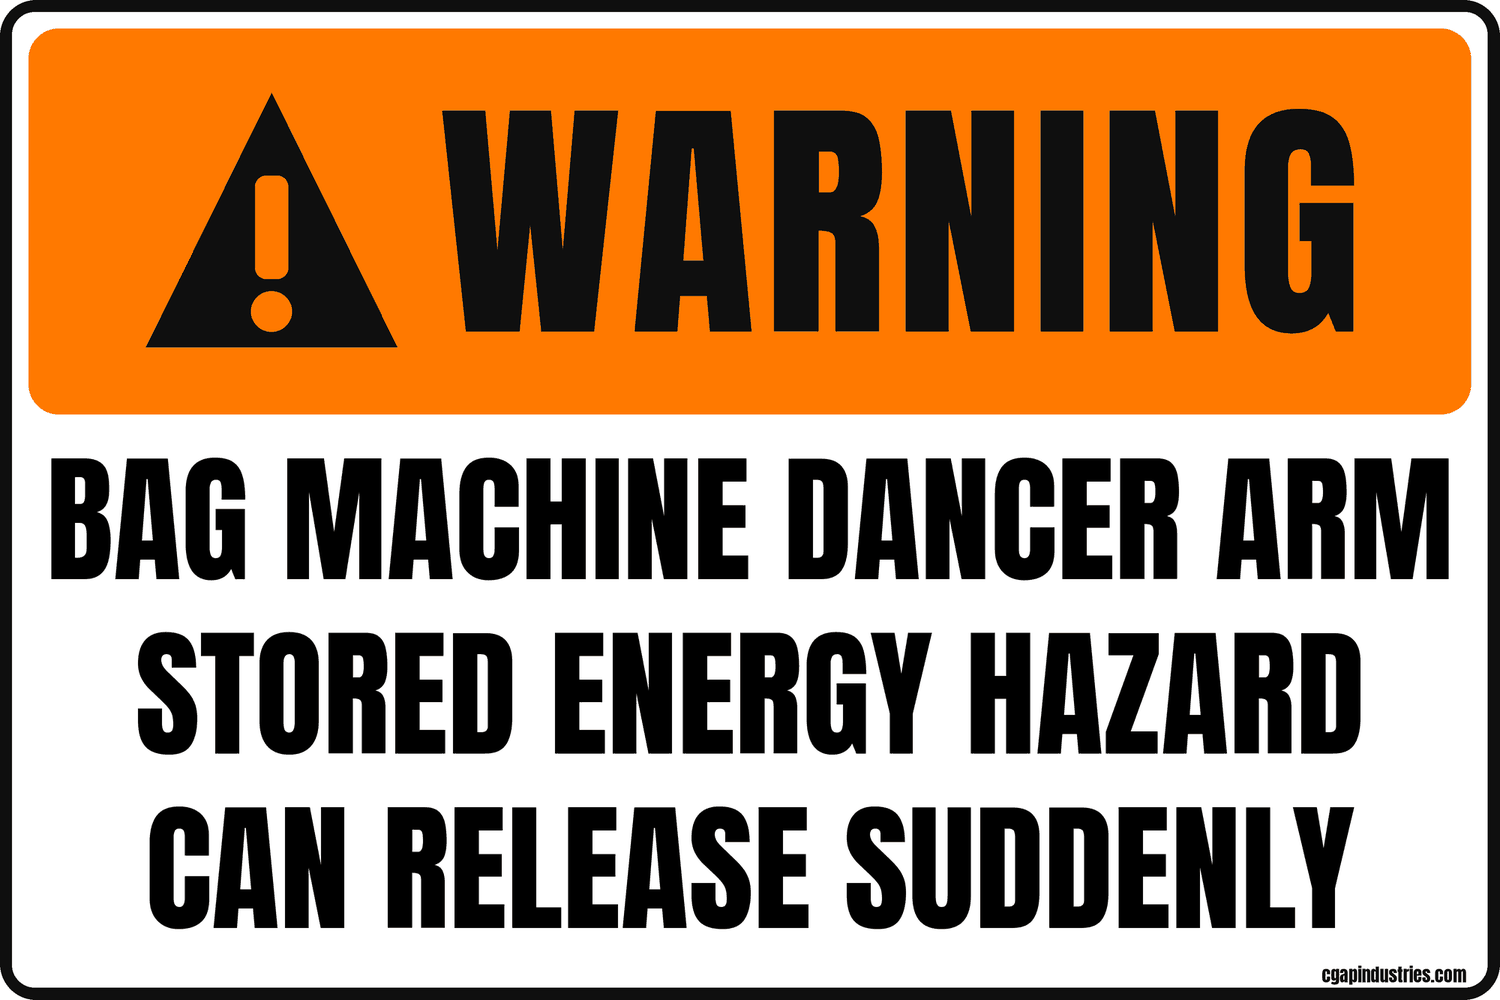 WARNING
BAG MACHINE DANCER ARM
STORED ENERGY HAZARD
CAN RELEASE SUDDENLY
cgapindustries.com